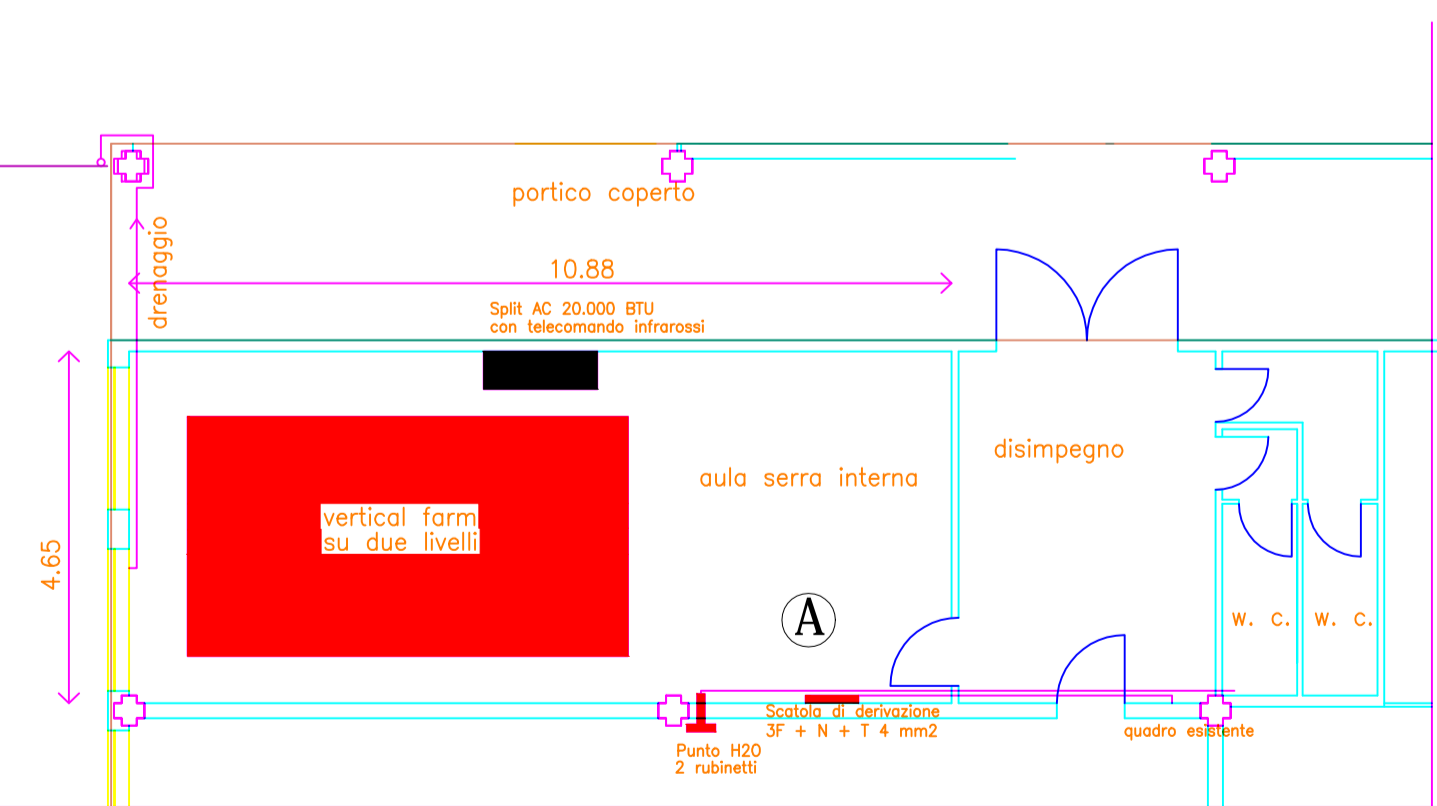 portico coperto
drenaggio
10.88
Split AC 20.000 BTU
con telecomando infrarossi
disimpegno
aula serra interna
vertical farm
su due livelli
4.65
A
w. c.
w. c.
Scatola di derivazione
3F + N + T 4 mm2
quadro esistente
Punto H20
2 rubinetti